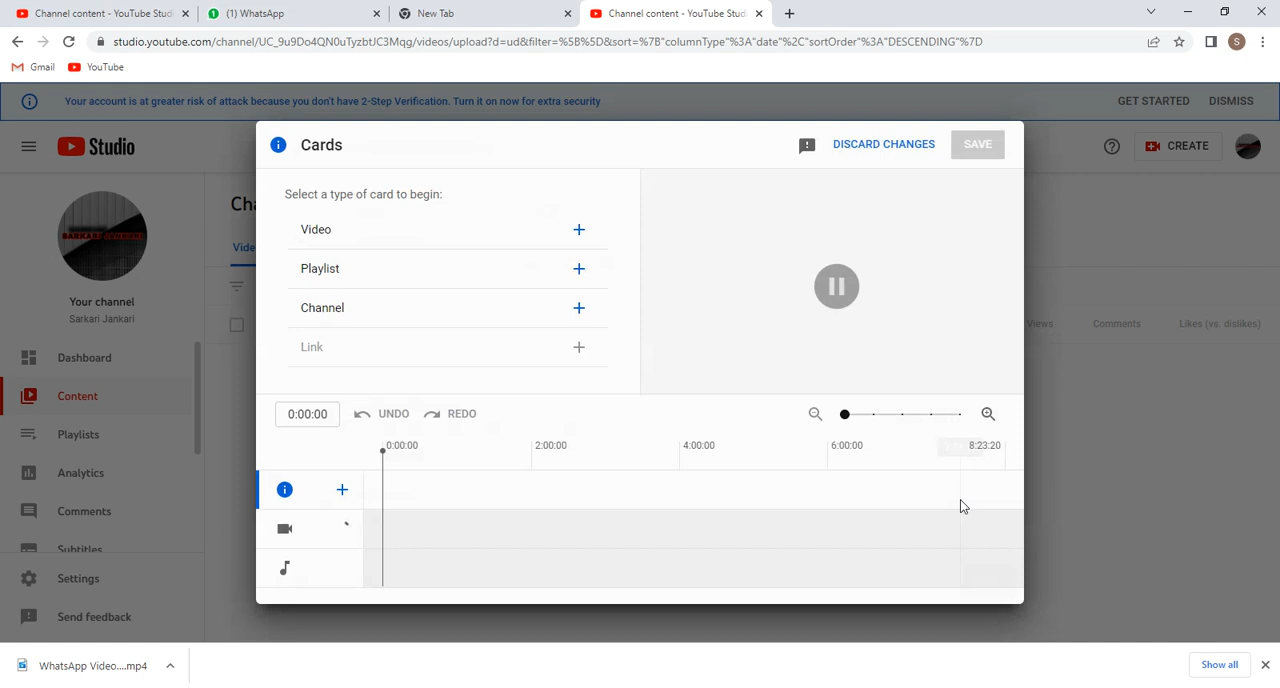 Channel content - YouTube Studi
(1) WhatsApp
New Tab
Channel content - YouTube Studi
studio.youtube.com/channel/UC_9u9Do4QN0uTyzbtJC3Mqg/videos/upload?d=ud&filter=%5B%5D&sort=%7B"columnType"%3A"date"%2C"sortOrder"%3A"DESCENDING"%7D
S
Gmail
YouTube
Your account is at greater risk of attack because you don't have 2-Step Verification. Turn it on now for extra security
GET STARTED
DISMISS
Studio
CREATE
Cards
DISCARD CHANGES
SAVE
Select a type of card to begin:
Video
Playlist
Channel
Link
SARKARI JANKARI
Your channel
Sarkari Jankari
Dashboard
Content
Playlists
Analytics
Comments
Subtitles
Settings
Send feedback
Views
Comments
Likes (vs. dislikes)
0:00:00
UNDO
REDO
0:00:00
2:00:00
4:00:00
6:00:00
8:23:20
WhatsApp Video....mp4
Show all